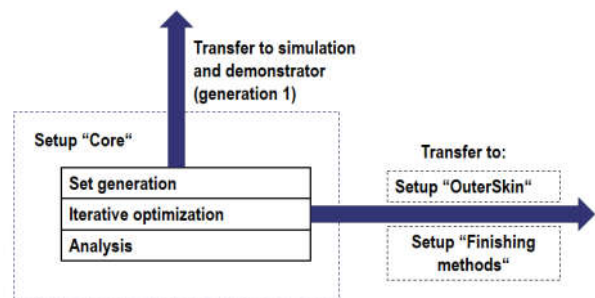 Transfer to simulation
and demonstrator
(generation 1)
Setup “Core“
Set generation
Iterative optimization
Analysis
Transfer to:
Setup “OuterSkin“
Setup “Finishing
methods“